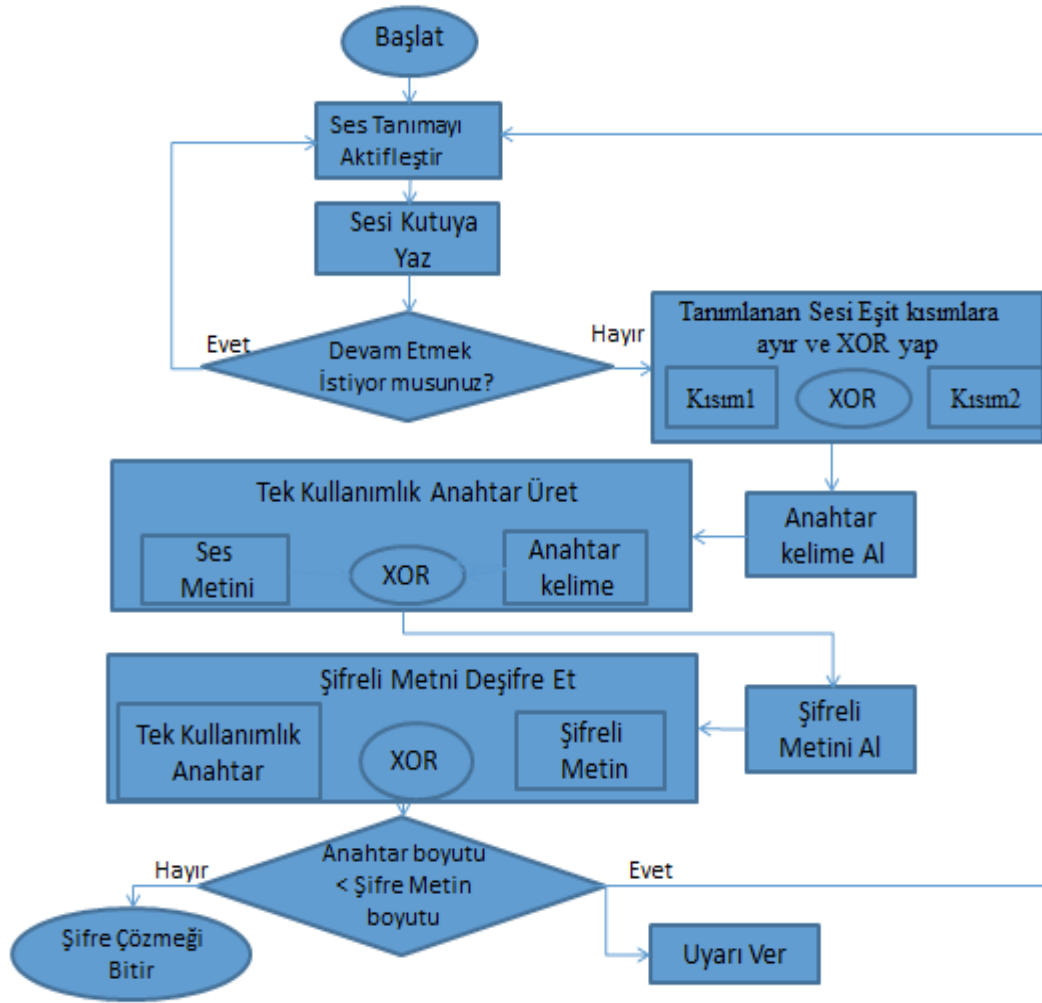 Başlat
Ses Tanımayı
Aktifleştir
Sesi Kutuya
Yaz
Evet
Devam Etmek
İstiyor musunuz?
Hayır
Tanımlanan Sesi Eşit kısımlara
ayır ve XOR yap
Kısım1
XOR
Kısım2
Anahtar
kelime Al
Tek Kullanımlık Anahtar Üret
Ses
Metini
XOR
Anahtar
kelime
Şifreli Metni Deşifre Et
Tek Kullanımlık
Anahtar
XOR
Şifreli
Metin
Şifreli
Metini Al
Hayır
Anahtar boyutu
< Şifre Metin
boyutu
Evet
Şifre Çözmeği
Bitir
Uyarı Ver